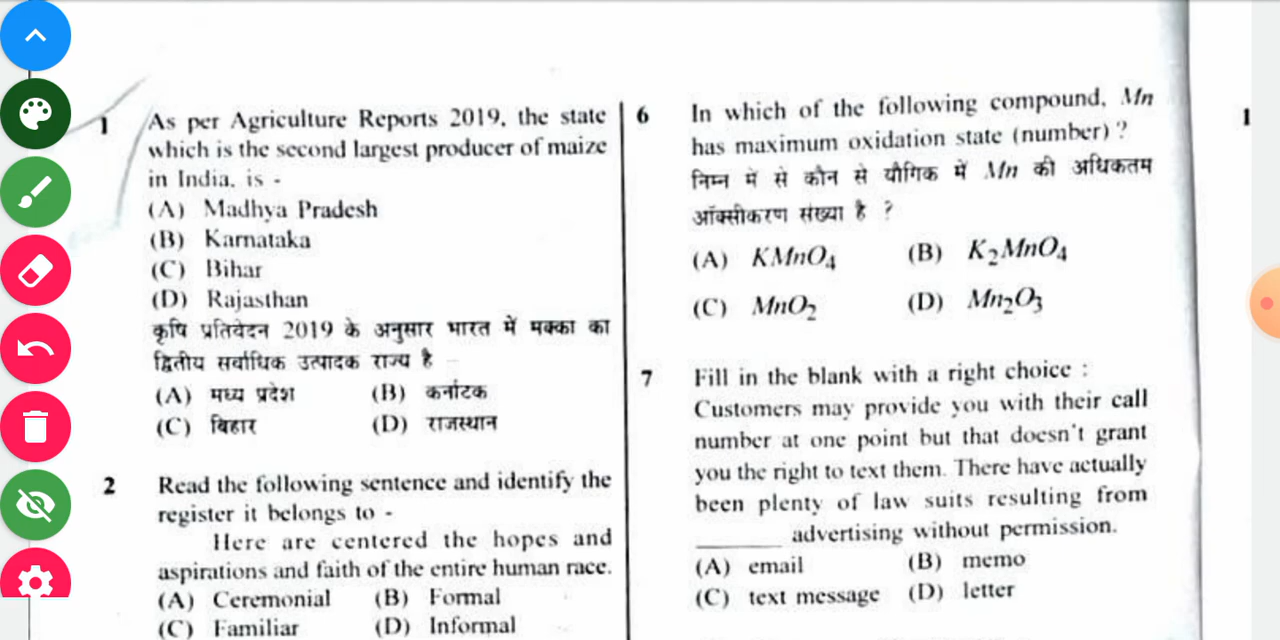 1 As per Agriculture Reports 2019, the state
which is the second largest producer of maize
in India, is -
(A) Madhya Pradesh
(B) Karnataka
(C) Bihar
(D) Rajasthan
कृषि प्रतिवेदन 2019 के अनुसार भारत में मक्का का
द्वितीय सर्वाधिक उत्पादक राज्य है
(A) मध्य प्रदेश (B) कर्नाटक
(C) बिहार (D) राजस्थान
2 Read the following sentence and identify the
register it belongs to -
Here are centered the hopes and
aspirations and faith of the entire human race.
(A) Ceremonial (B) Formal
(C) Familiar (D) Informal
6 In which of the following compound, Mn
has maximum oxidation state (number) ?
निम्न में से कौन से यौगिक में Mn की अधिकतम
ऑक्सीकरण संख्या है ?
(A) KMnO4 (B) K2MnO4
(C) MnO2 (D) Mn2O3
7 Fill in the blank with a right choice :
Customers may provide you with their call
number at one point but that doesn't grant
you the right to text them. There have actually
been plenty of law suits resulting from
________ advertising without permission.
(A) email (B) memo
(C) text message (D) letter
1